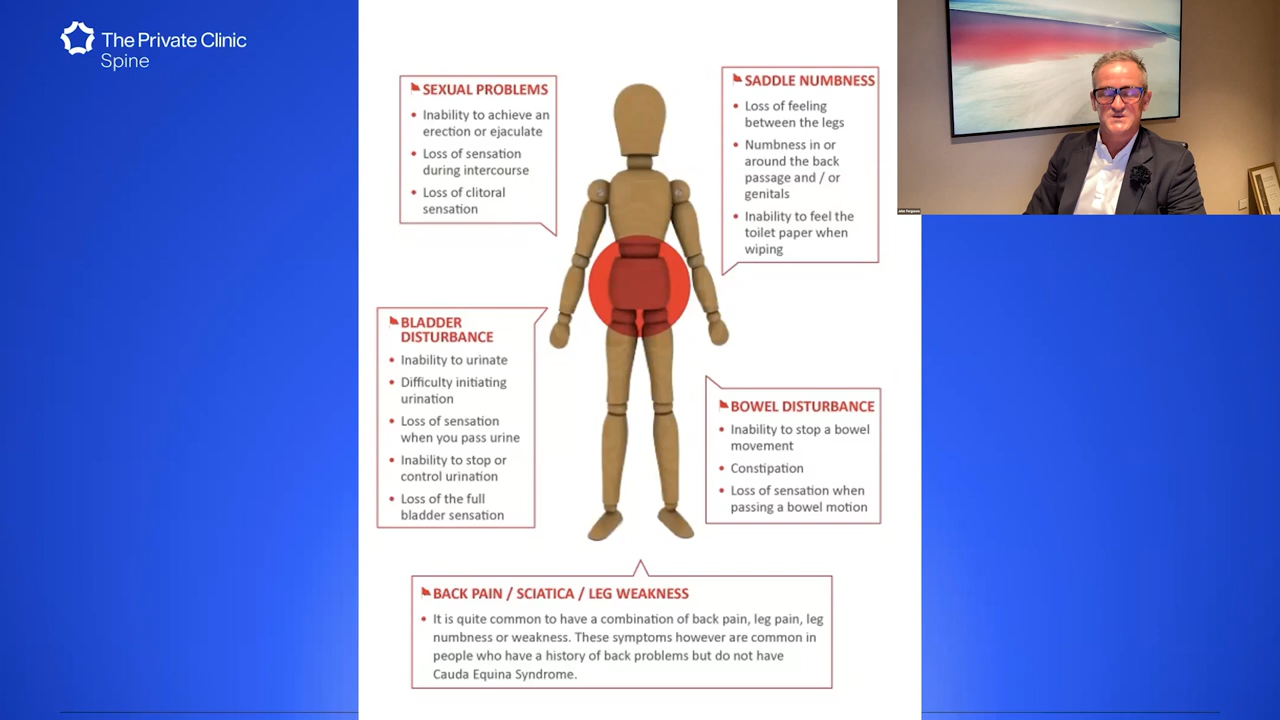 The Private Clinic
Spine
SEXUAL PROBLEMS
• Inability to achieve an
erection or ejaculate
• Loss of sensation
during intercourse
• Loss of clitoral
sensation
SADDLE NUMBNESS
• Loss of feeling
between the legs
• Numbness in or
around the back
passage and / or
genitals
• Inability to feel the
toilet paper when
wiping
BLADDER
DISTURBANCE
• Inability to urinate
• Difficulty initiating
urination
• Loss of sensation
when you pass urine
• Inability to stop or
control urination
• Loss of the full
bladder sensation
BOWEL DISTURBANCE
• Inability to stop a bowel
movement
• Constipation
• Loss of sensation when
passing a bowel motion
BACK PAIN / SCIATICA / LEG WEAKNESS
• It is quite common to have a combination of back pain, leg pain, leg
numbness or weakness. These symptoms however are common in
people who have a history of back problems but do not have
Cauda Equina Syndrome.